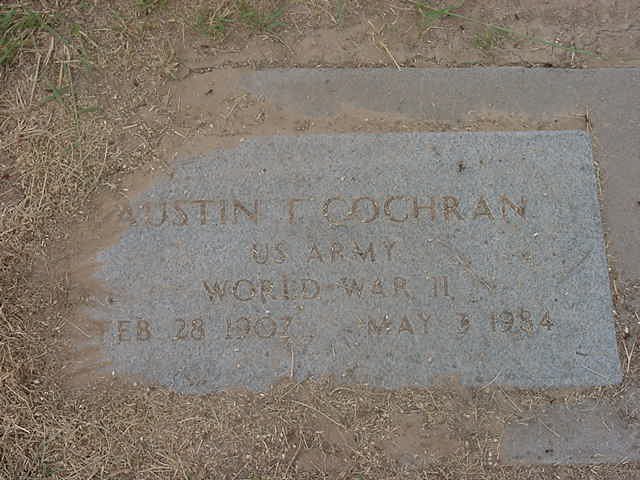 AUSTIN T COCHRAN
US ARMY
WORLD WAR II
FEB 28 1907 MAY 3 1984